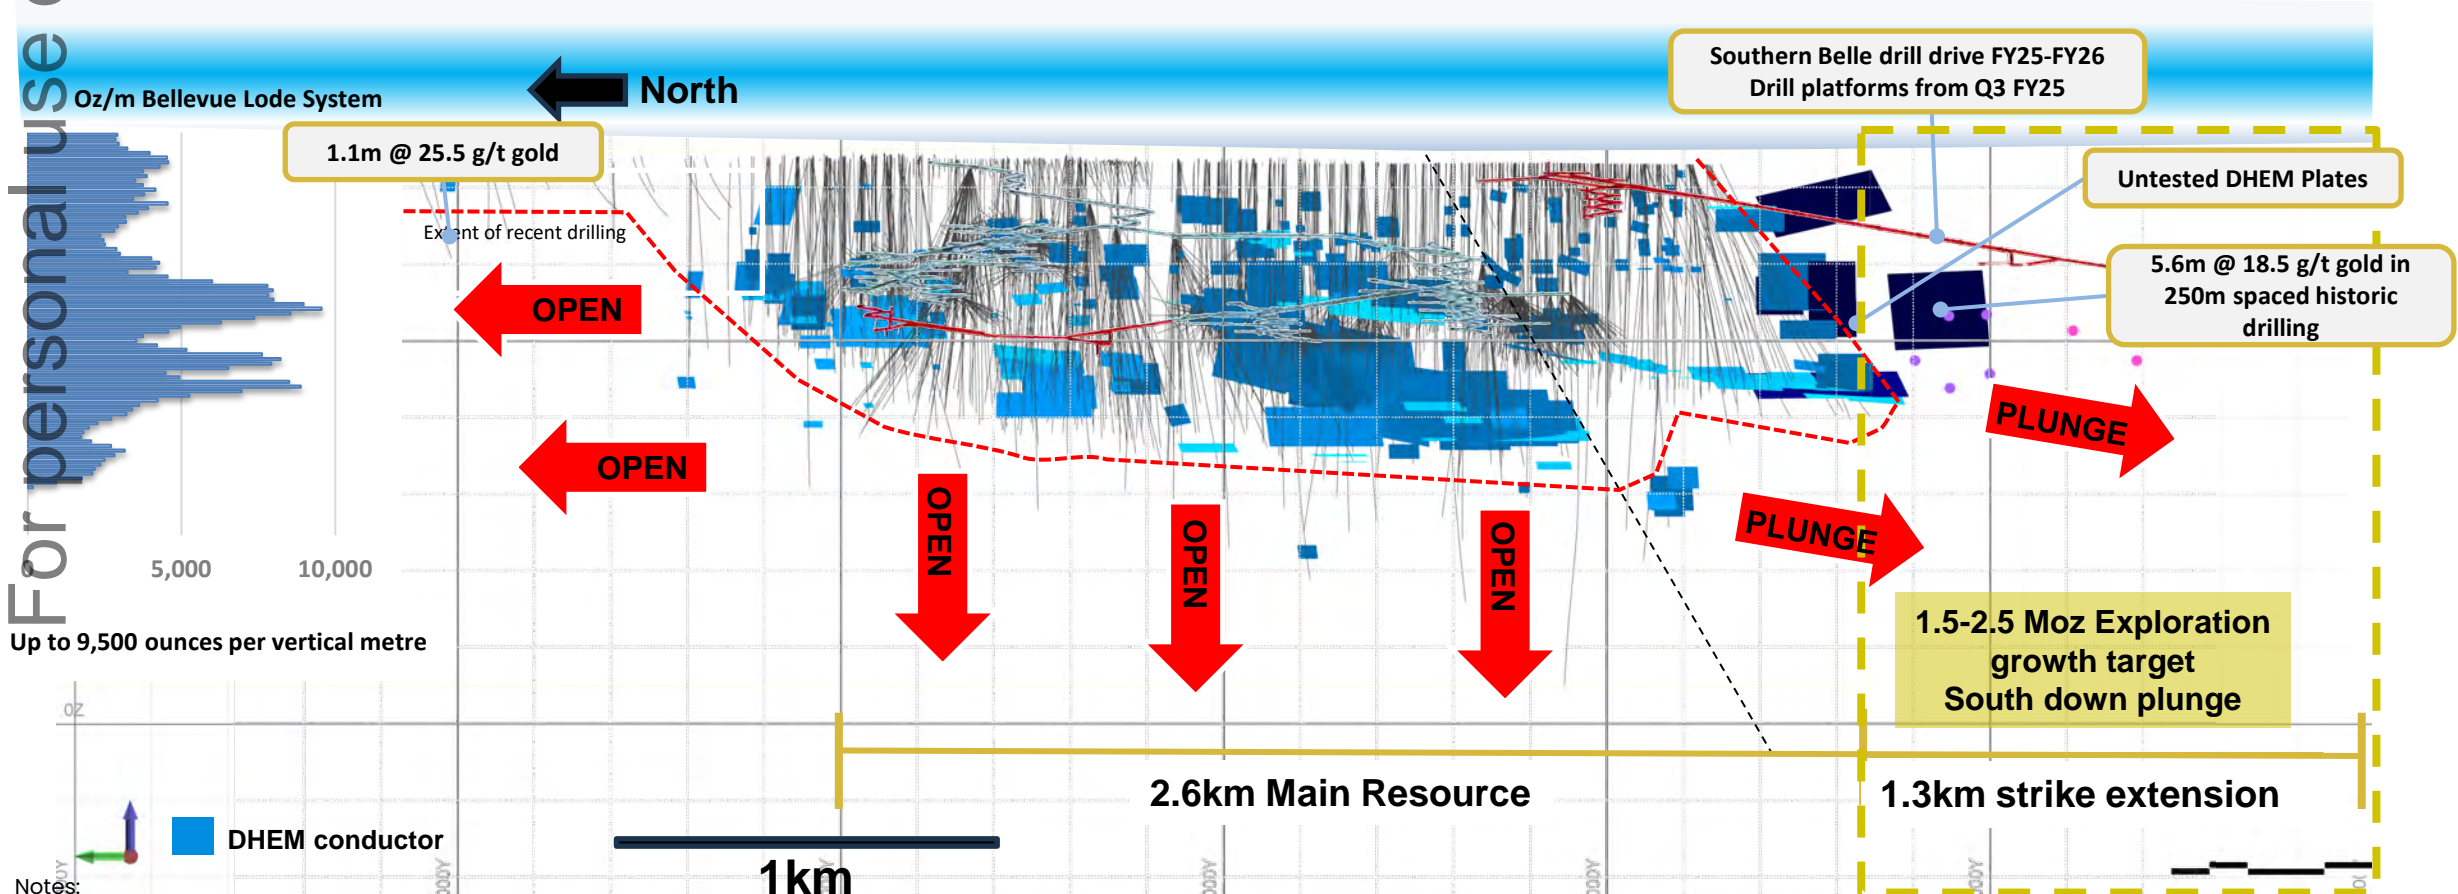 For personal use
Oz/m Bellevue Lode System
North
Southern Belle drill drive FY25-FY26
Drill platforms from Q3 FY25
1.1m @ 25.5 g/t gold
Untested DHEM Plates
Extent of recent drilling
5.6m @ 18.5 g/t gold in
250m spaced historic
drilling
OPEN
OPEN
OPEN
OPEN
OPEN
PLUNGE
PLUNGE
0
5,000
10,000
Up to 9,500 ounces per vertical metre
1.5-2.5 Moz Exploration
growth target
South down plunge
0Z
2.6km Main Resource
1.3km strike extension
DHEM conductor
1km
Notes: